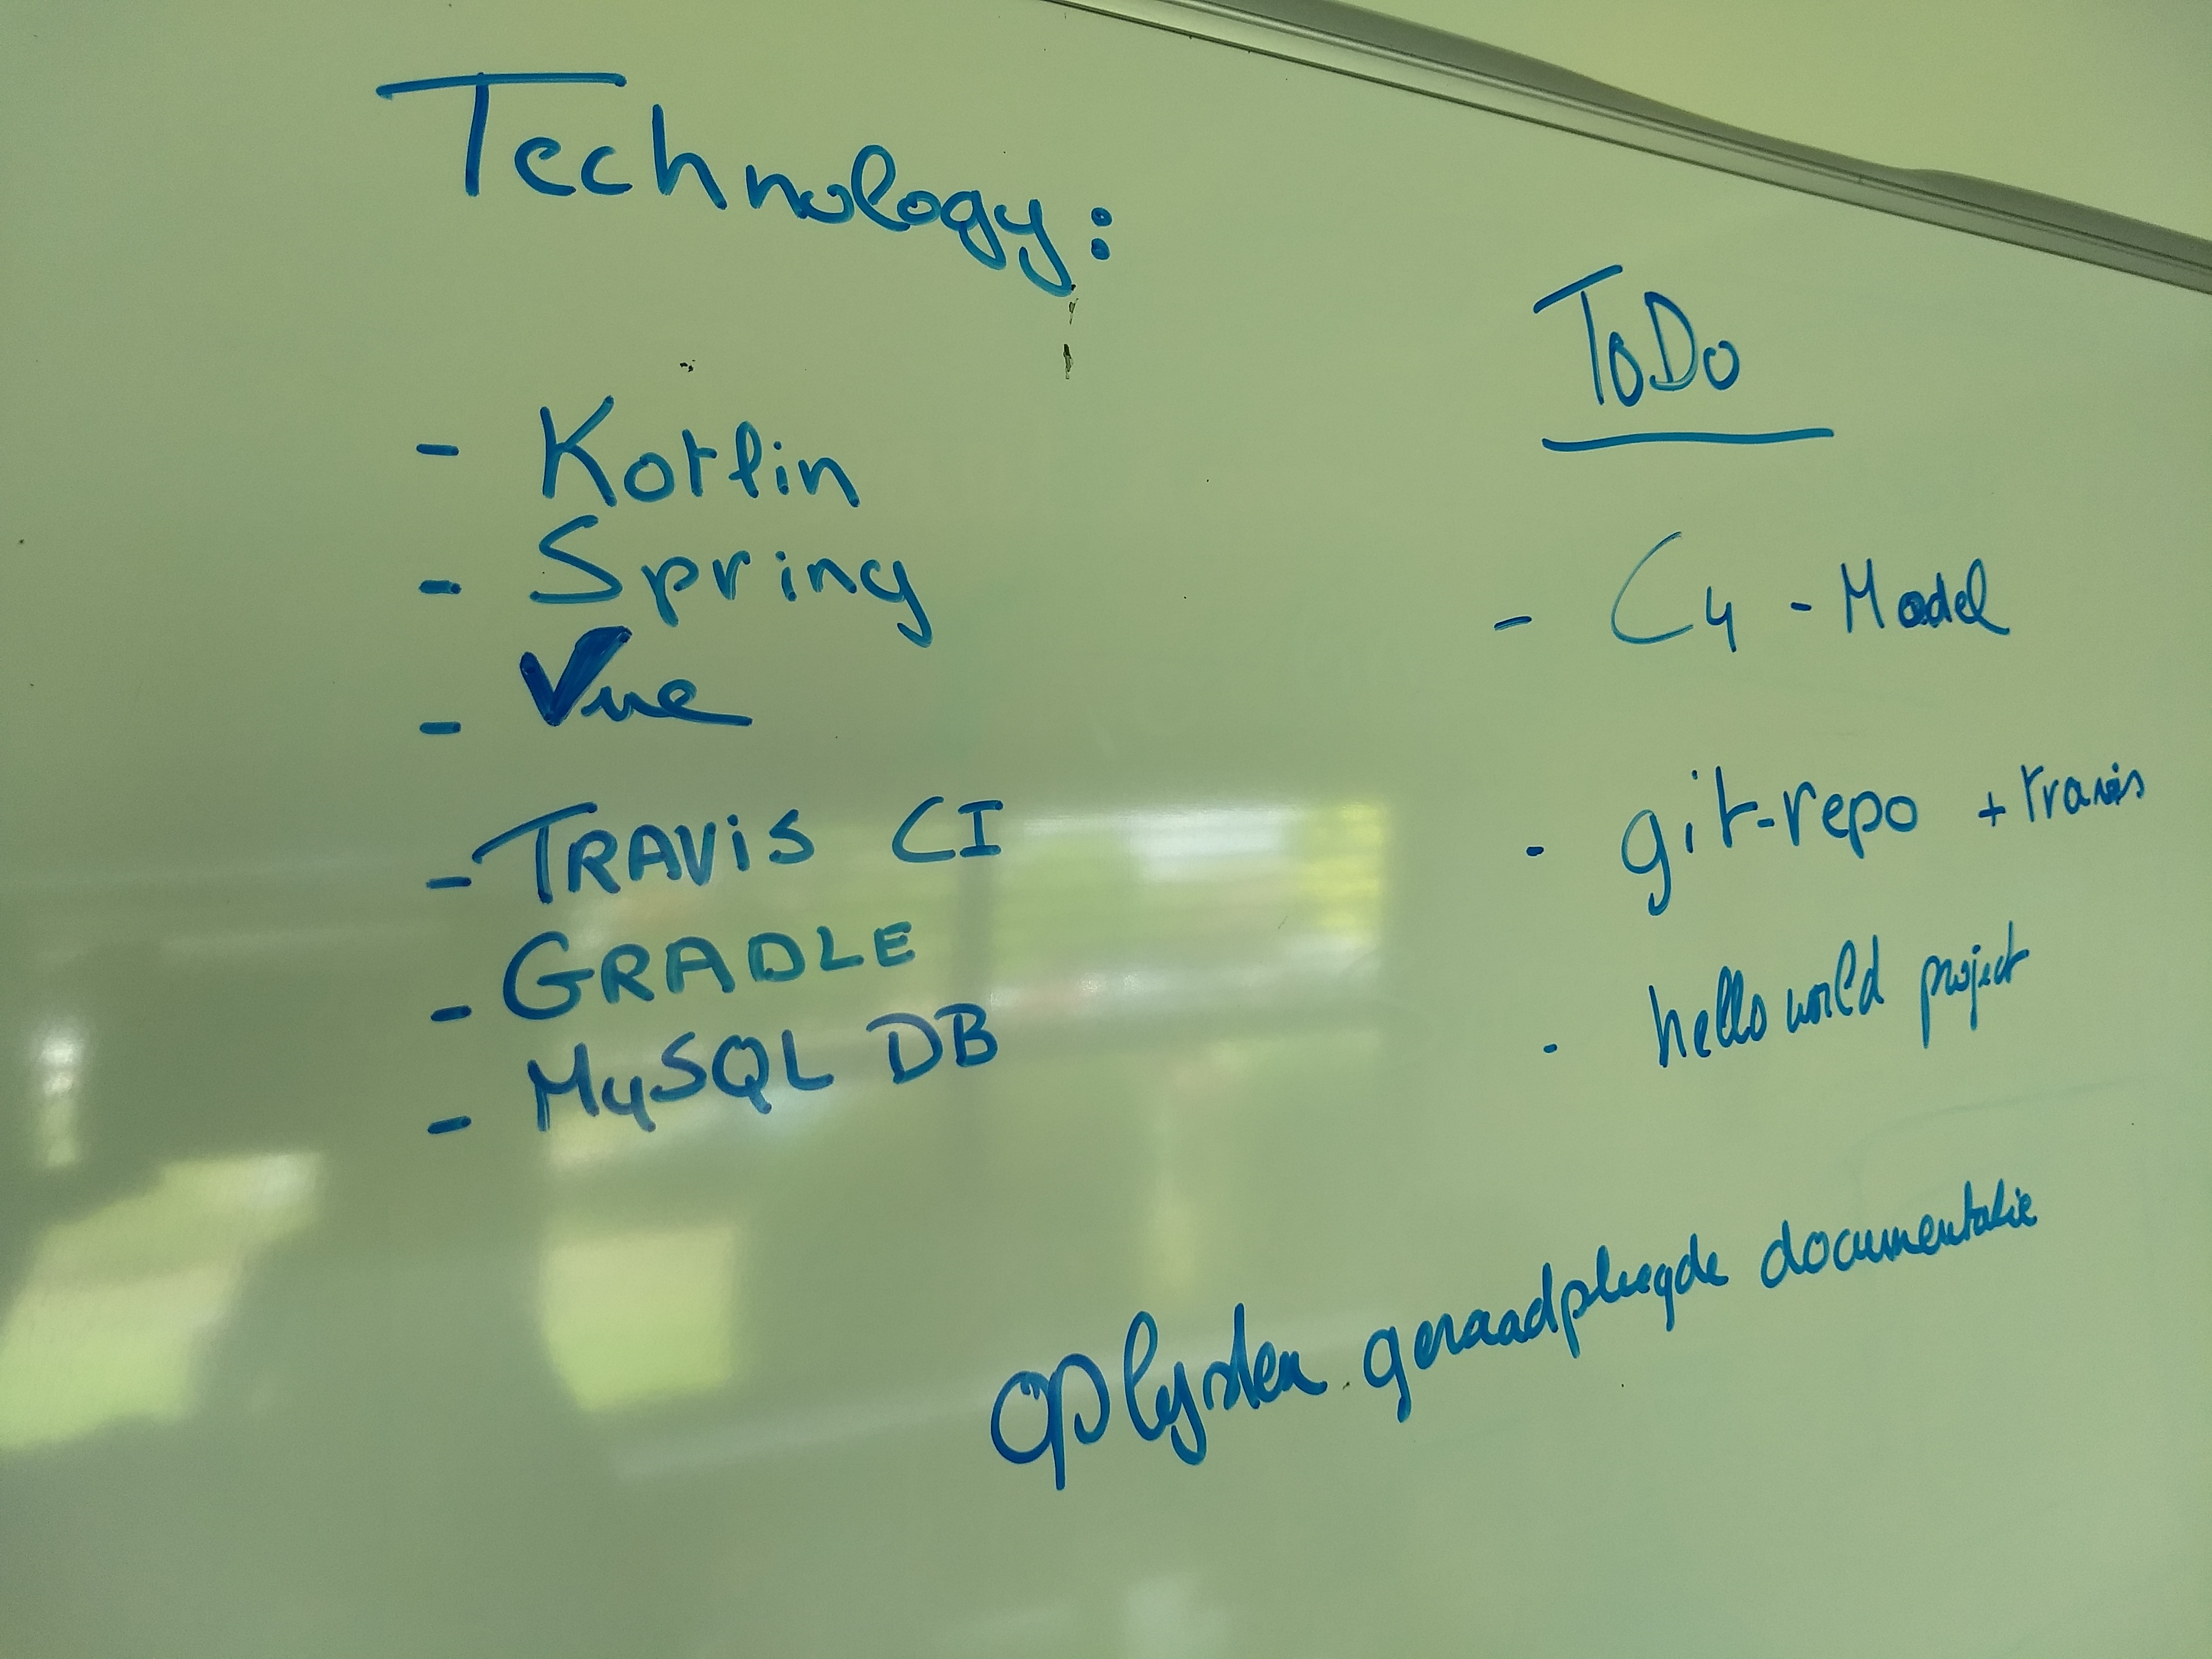 Technology:
- Kotlin
- Spring
- Vue
- TRAVIS CI
- GRADLE
- MySQL DB
ToDo
- C4 - Model
- git-repo + travis
- hello world project
oplysten geraadpleegde documentatie